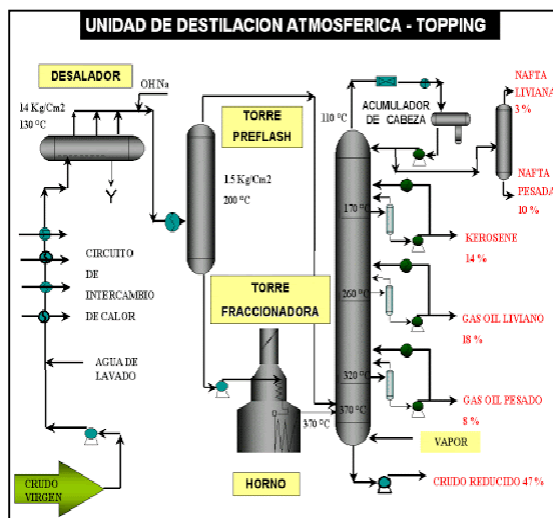 UNIDAD DE DESTILACION ATMOSFERICA - TOPPING
DESALADOR
OHNa
14 Kg/Cm2
130 °C
TORRE
PREFLASH
1.5 Kg/Cm2
200 °C
110 °C
ACUMULADOR
DE CABEZA
NAFTA
LIVIANA
3 %
NAFTA
PESADA
10 %
170 °C
KEROSENE
14 %
CIRCUITO
DE
INTERCAMBIO
DE CALOR
TORRE
FRACCIONADORA
260 °C
GAS OIL LIVIANO
18 %
AGUA DE
LAVADO
320 °C
370 °C
370 °C
GAS OIL PESADO
8 %
VAPOR
HORNO
CRUDO
VIRGEN
CRUDO REDUCIDO 47 %